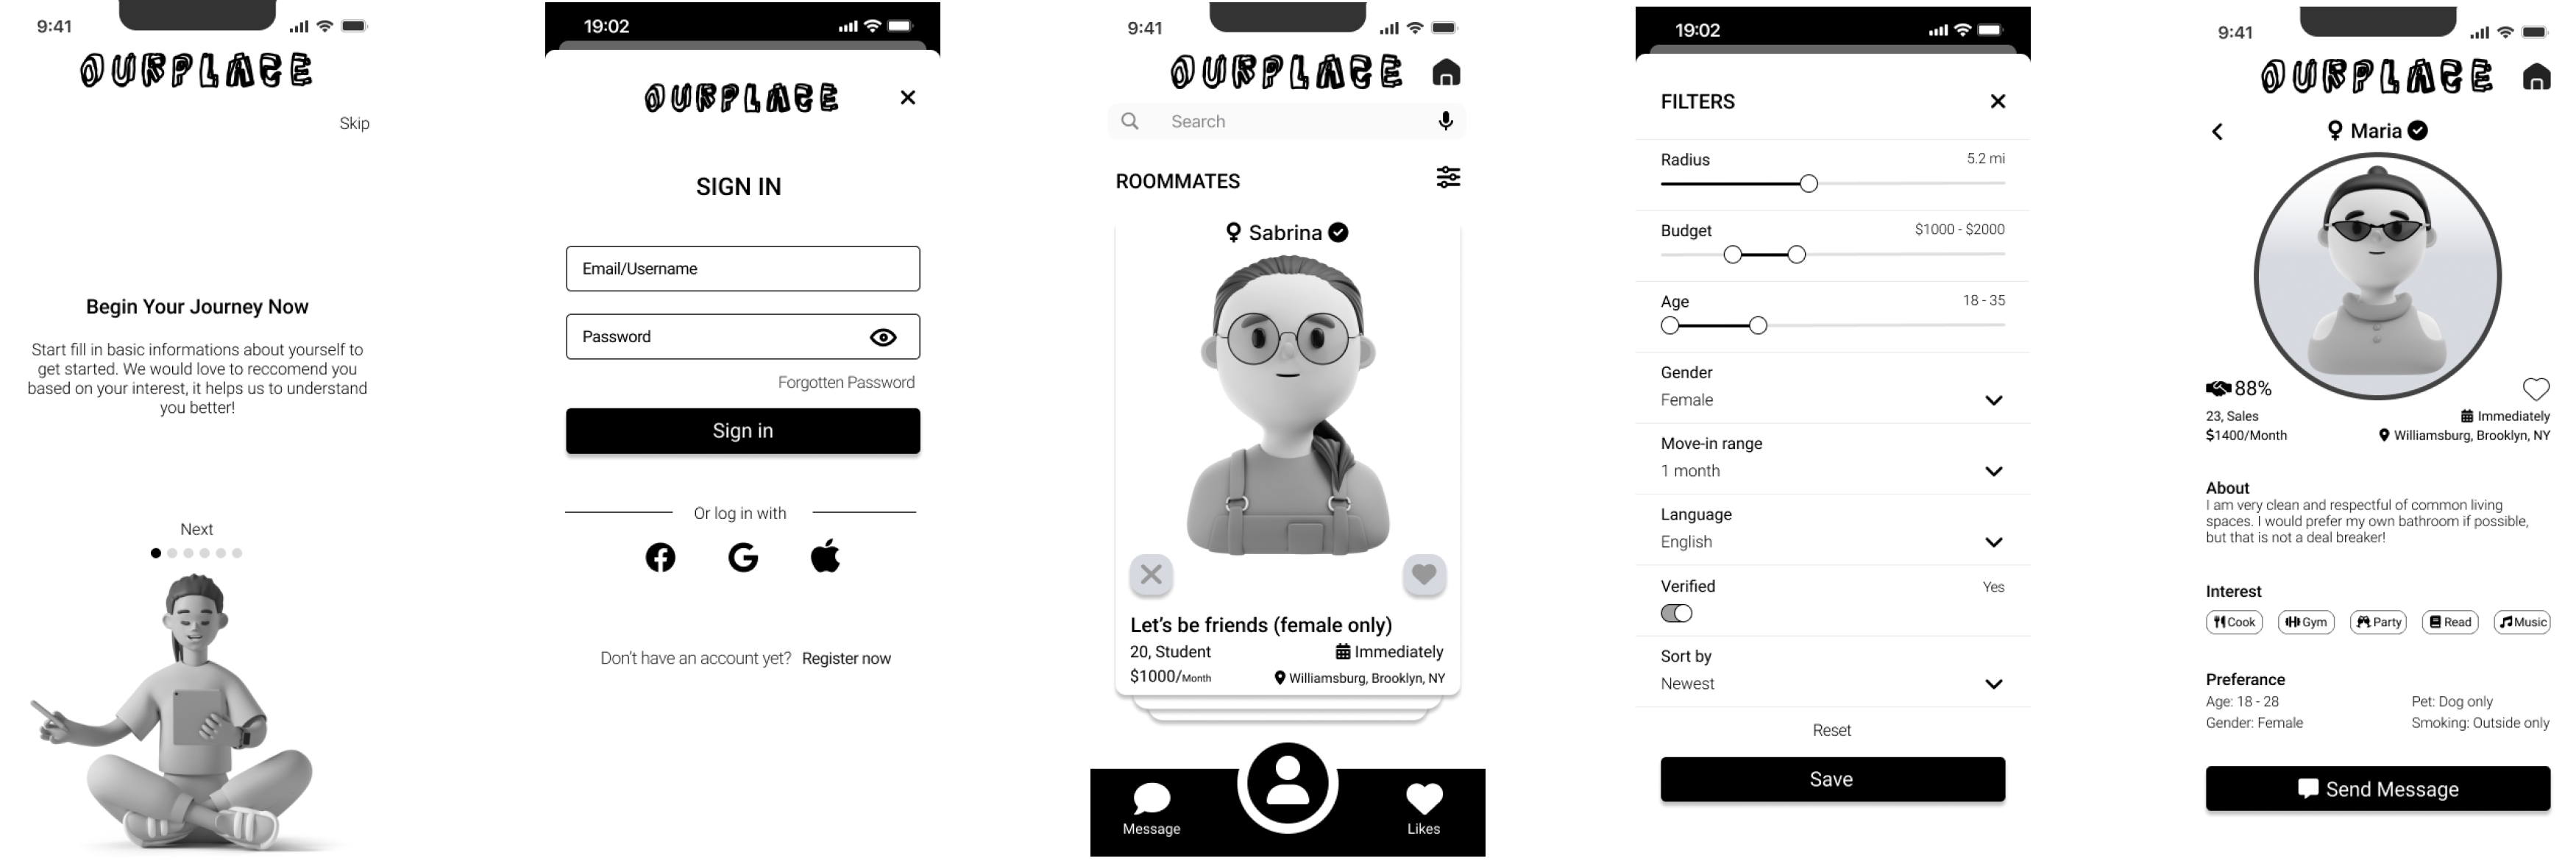 9:41
OURPLACE
Skip
Begin Your Journey Now
Start fill in basic informations about yourself to
get started. We would love to reccomend you
based on your interest, it helps us to understand
you better!
Next
19:02
OURPLACE
SIGN IN
Email/Username
Password
Forgotten Password
Sign in
Or log in with
Don't have an account yet? Register now
9:41
OURPLACE
Search
ROOMMATES
Sabrina
Let's be friends (female only)
20, Student
Immediately
$1000/Month
Williamsburg, Brooklyn, NY
Message
Likes
19:02
FILTERS
Radius
5.2 mi
Budget
$1000 - $2000
Age
18 - 35
Gender
Female
Move-in range
1 month
Language
English
Verified
Yes
Sort by
Newest
Reset
Save
9:41
OURPLACE
Maria
88%
23, Sales
Immediately
$1400/Month
Williamsburg, Brooklyn, NY
About
I am very clean and respectful of common living
spaces. I would prefer my own bathroom if possible,
but that is not a deal breaker!
Interest
Cook
Gym
Party
Read
Music
Preferance
Age: 18 - 28
Pet: Dog only
Gender: Female
Smoking: Outside only
Send Message